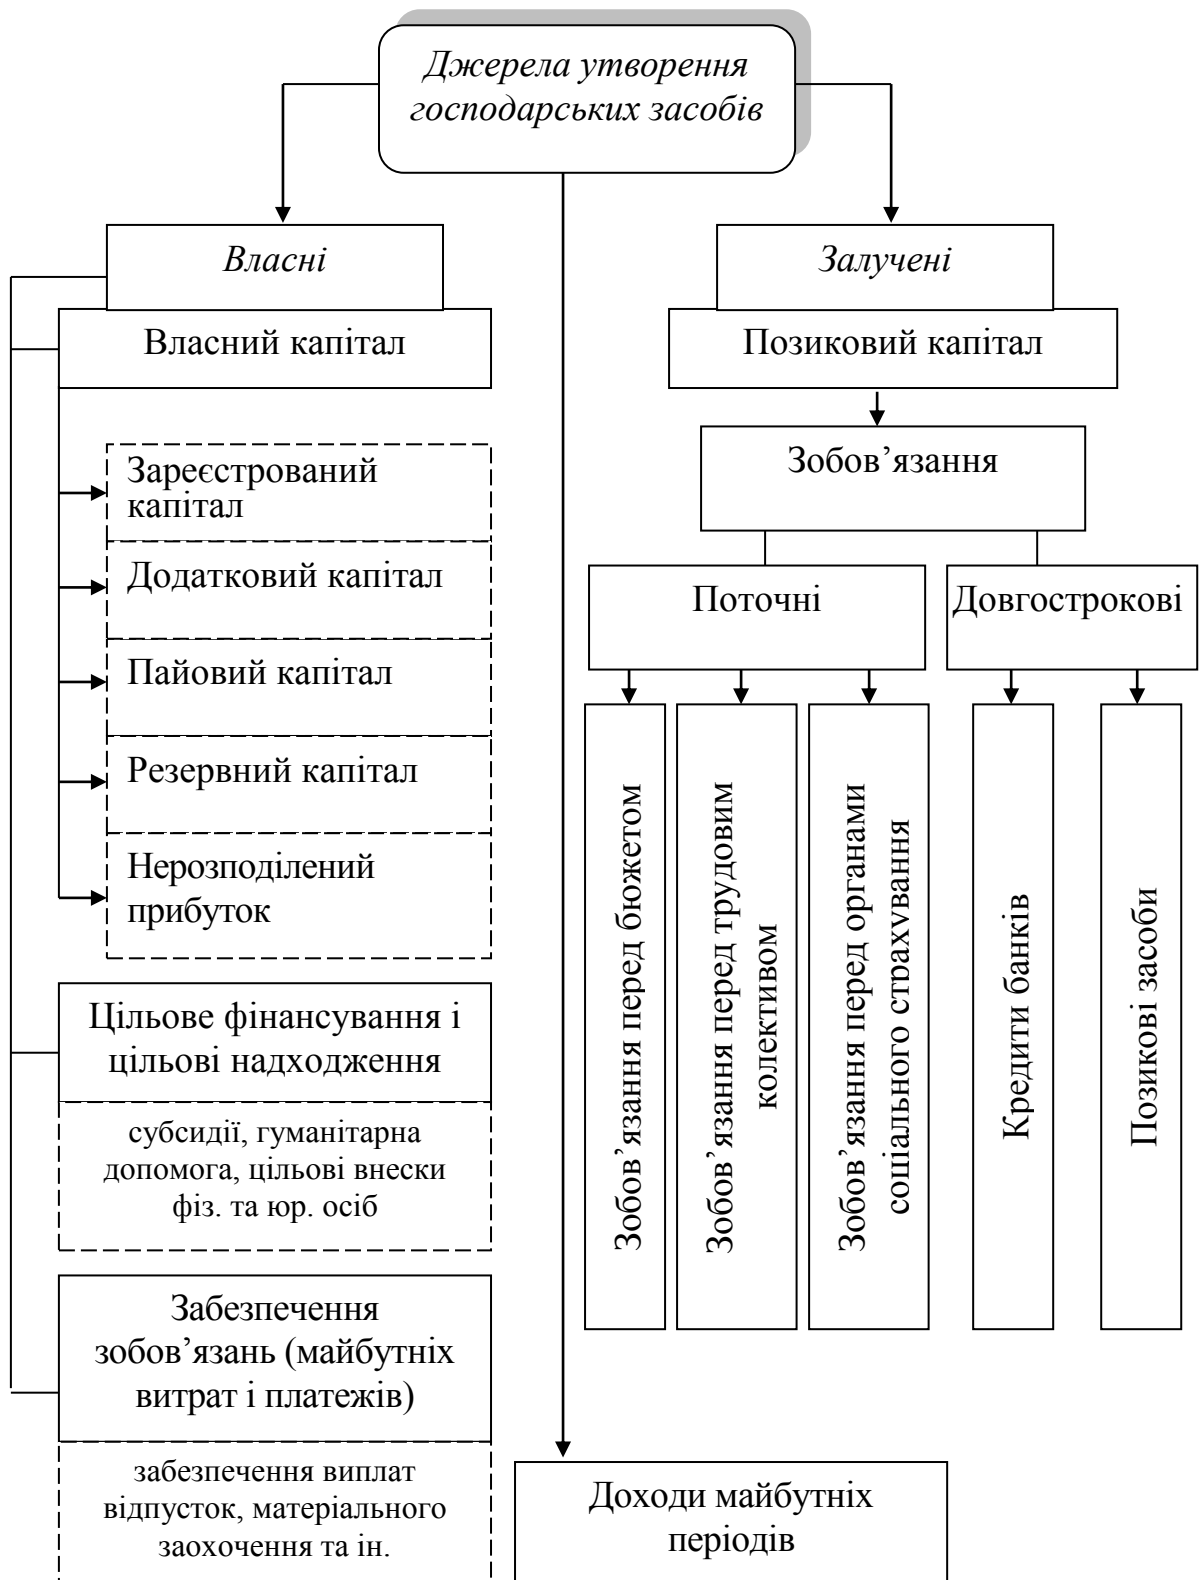 Джерела утворення
господарських засобів
Власні
Залучені
Власний капітал
Позиковий капітал
Зобов’язання
Зареєстрований
капітал
Додатковий капітал
Пайовий капітал
Резервний капітал
Нерозподілений
прибуток
Поточні
Довгострокові
Зобов’язання перед бюжетом
Зобов’язання перед трудовим
колективом
Зобов’язання перед органами
соціального страхування
Кредити банків
Позикові засоби
Цільове фінансування і
цільові надходження
субсидії, гуманітарна
допомога, цільові внески
фіз. та юр. осіб
Забезпечення
зобов’язань (майбутніх
витрат і платежів)
забезпечення виплат
відпусток, матеріального
заохочення та ін.
Доходи майбутніх
періодів